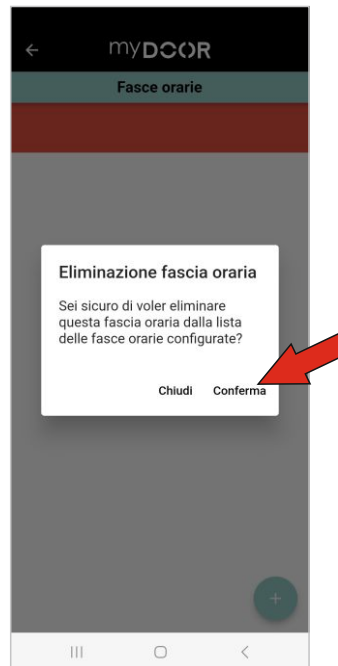 myDOOR
Fasce orarie
Eliminazione fascia oraria
Sei sicuro di voler eliminare
questa fascia oraria dalla lista
delle fasce orarie configurate?
Chiudi Conferma